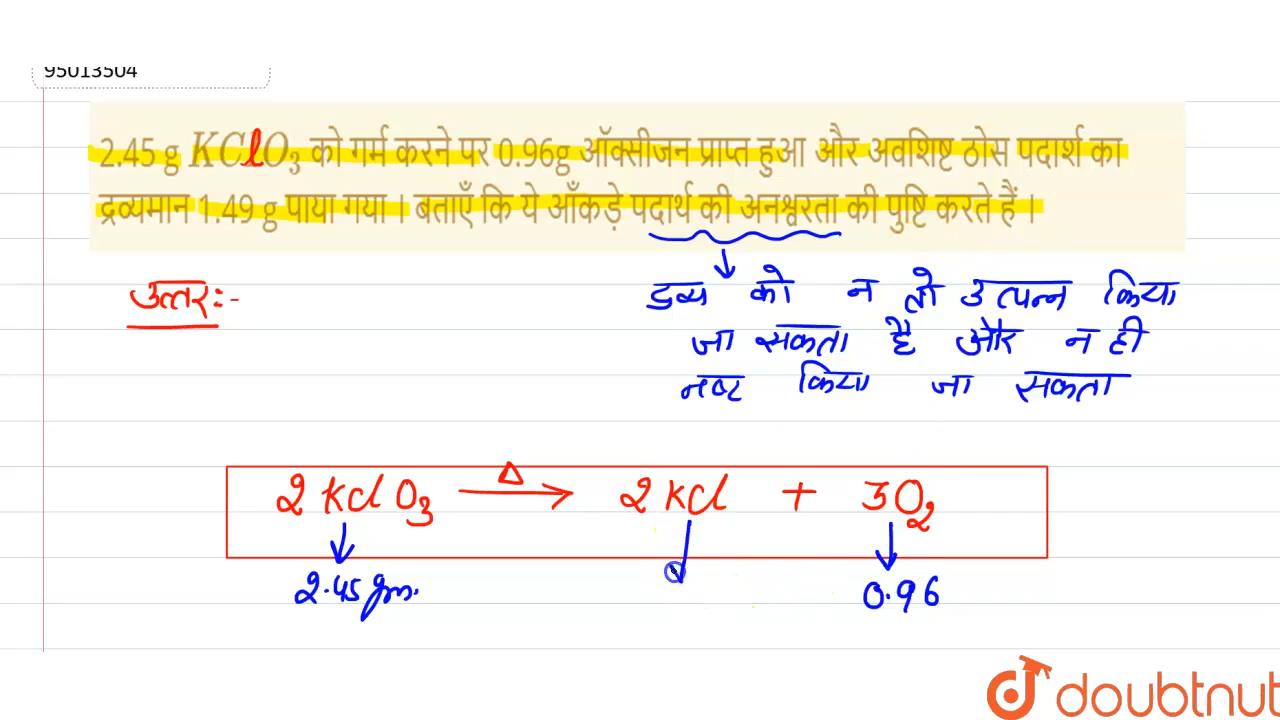 95013504
2.45 g KClO₃ को गर्म करने पर 0.96g ऑक्सीजन प्राप्त हुआ और अवशिष्ट ठोस पदार्श का
द्रव्यमान 1.49 g पाया गया । बताएँ कि ये आँकड़े पदार्थ की अनश्वरता की पुष्टि करते हैं ।
उत्तर:-
द्रव्य को न तो उत्पन्न किया
जा सकता है और न ही
नष्ट किया जा सकता
2KClO₃ —Δ→ 2KCl + 3O₂
2.45 gm. 0.96
doubtnut